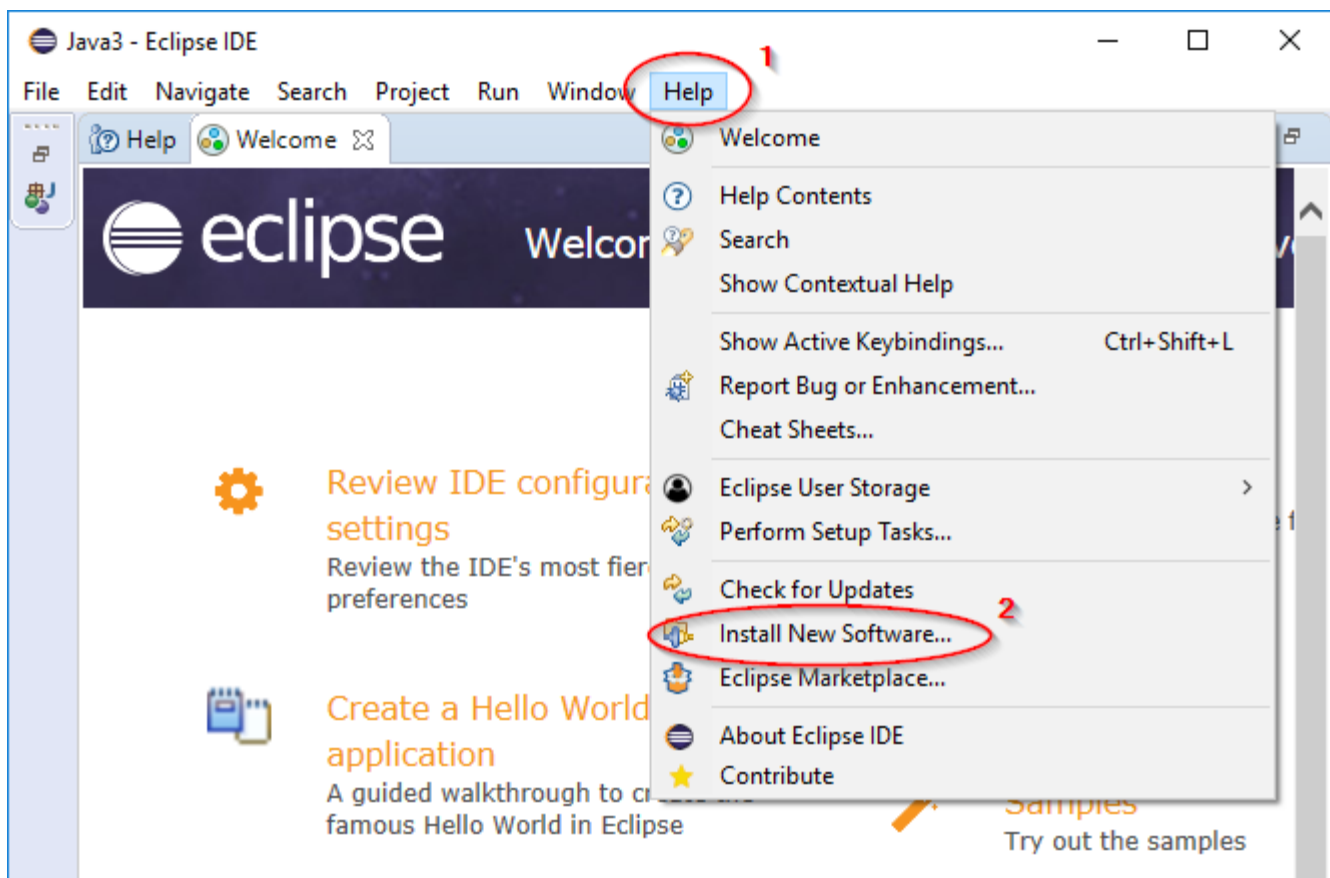 Java3 - Eclipse IDE
1
File Edit Navigate Search Project Run Window Help
Help Welcome
eclipse Welcor
Welcome
Help Contents
Search
Show Contextual Help
Show Active Keybindings... Ctrl+Shift+L
Report Bug or Enhancement...
Cheat Sheets...
Eclipse User Storage
Perform Setup Tasks...
Check for Updates
2
Install New Software...
Eclipse Marketplace...
About Eclipse IDE
Contribute
Review IDE configura
settings
Review the IDE's most fier
preferences
Create a Hello World
application
A guided walkthrough to create the
famous Hello World in Eclipse
Samples
Try out the samples